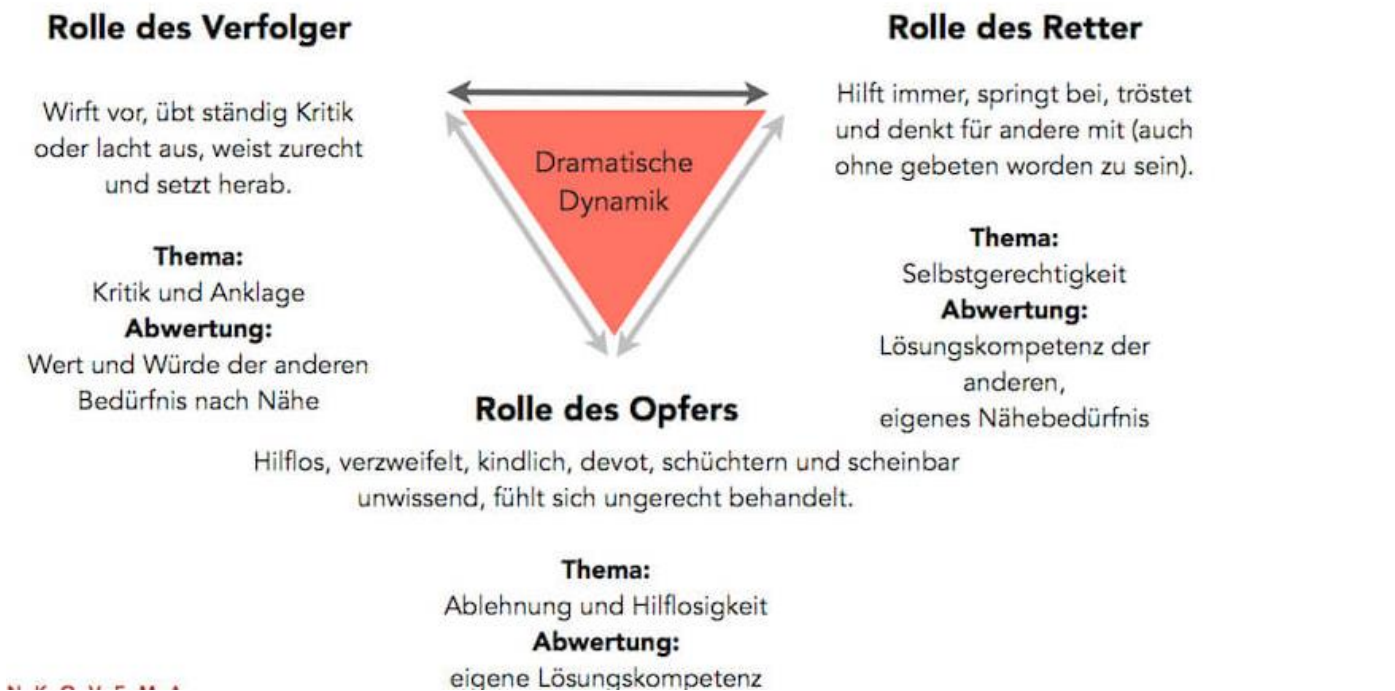 Rolle des Verfolger
Wirft vor, übt ständig Kritik
oder lacht aus, weist zurecht
und setzt herab.
Thema:
Kritik und Anklage
Abwertung:
Wert und Würde der anderen
Bedürfnis nach Nähe
Dramatische
Dynamik
Rolle des Retter
Hilft immer, springt bei, tröstet
und denkt für andere mit (auch
ohne gebeten worden zu sein).
Thema:
Selbstgerechtigkeit
Abwertung:
Lösungskompetenz der
anderen,
eigenes Nähebedürfnis
Rolle des Opfers
Hilflos, verzweifelt, kindlich, devot, schüchtern und scheinbar
unwissend, fühlt sich ungerecht behandelt.
Thema:
Ablehnung und Hilflosigkeit
Abwertung:
eigene Lösungskompetenz